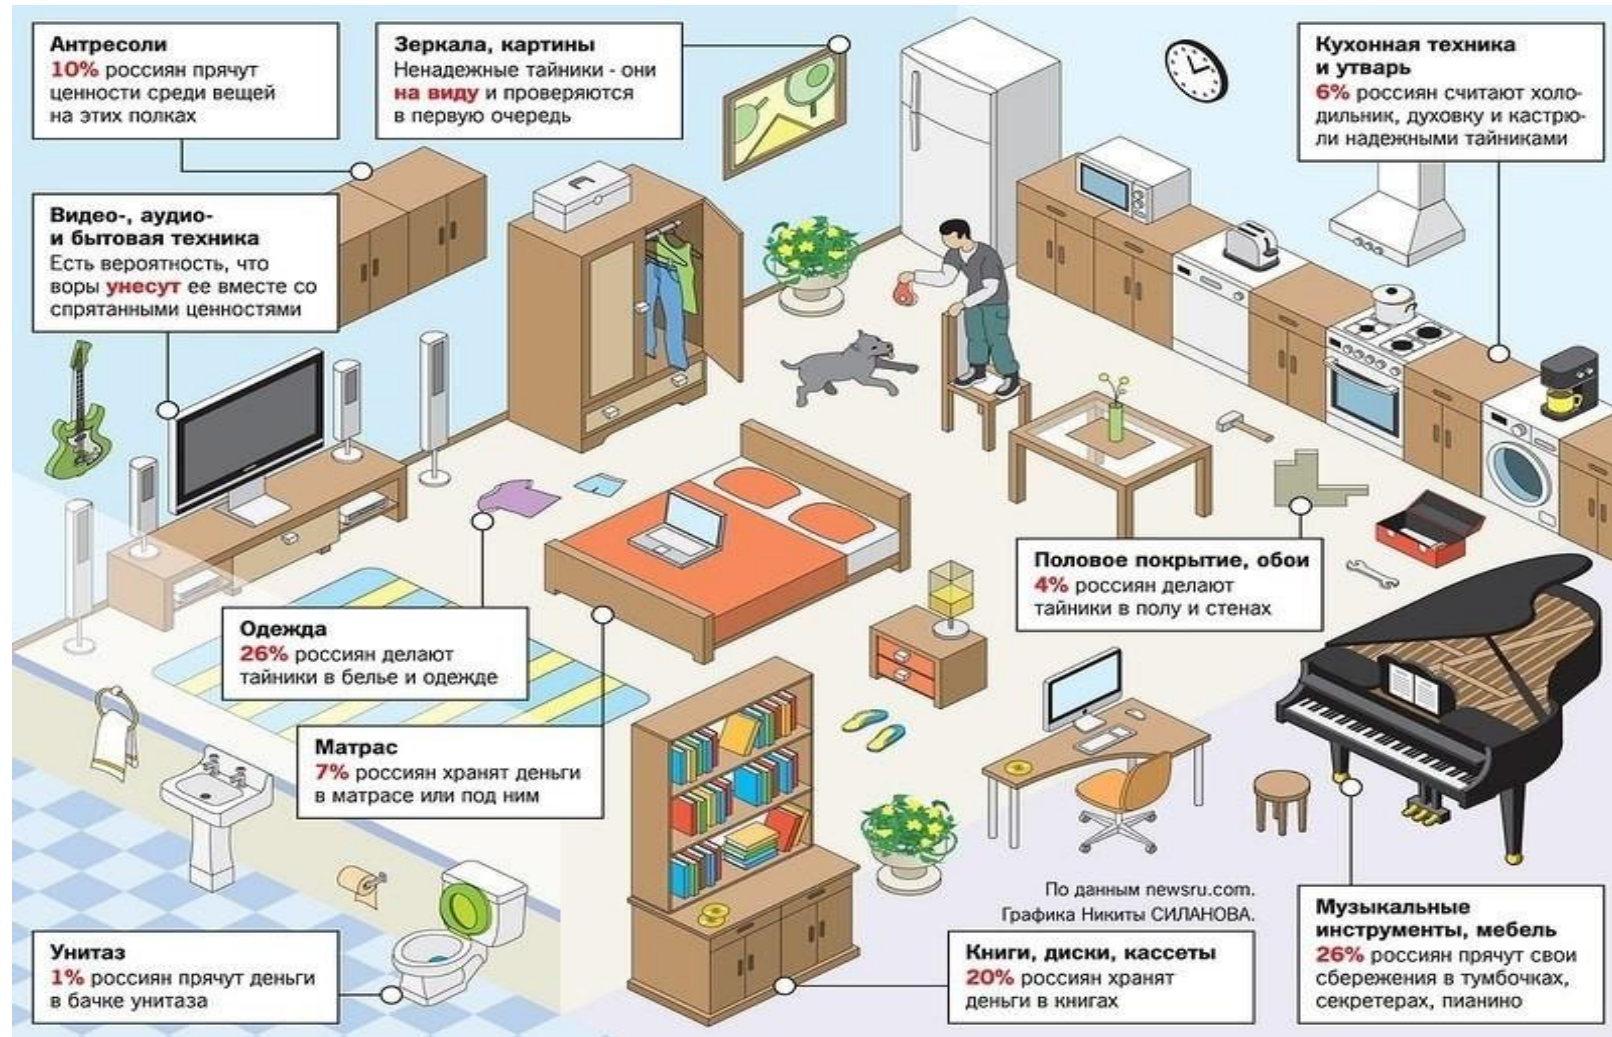 Антресоли
10% россиян прячут
ценности среди вещей
на этих полках
Зеркала, картины
Ненадежные тайники - они
на виду и проверяются
в первую очередь
Кухонная техника
и утварь
6% россиян считают холо-
дильник, духовку и кастрю-
ли надежными тайниками
Видео-, аудио-
и бытовая техника
Есть вероятность, что
воры унесут ее вместе со
спрятанными ценностями
Половое покрытие, обои
4% россиян делают
тайники в полу и стенах
Одежда
26% россиян делают
тайники в белье и одежде
Матрас
7% россиян хранят деньги
в матрасе или под ним
По данным newsru.com.
Графика Никиты СИЛАНОВА.
Унитаз
1% россиян прячут деньги
в бачке унитаза
Книги, диски, кассеты
20% россиян хранят
деньги в книгах
Музыкальные
инструменты, мебель
26% россиян прячут свои
сбережения в тумбочках,
секретерах, пианино